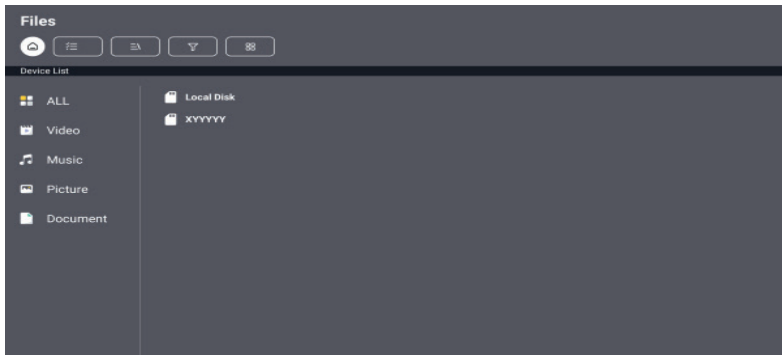 Files
Device List
ALL
Video
Music
Picture
Document
Local Disk
XYYYYY